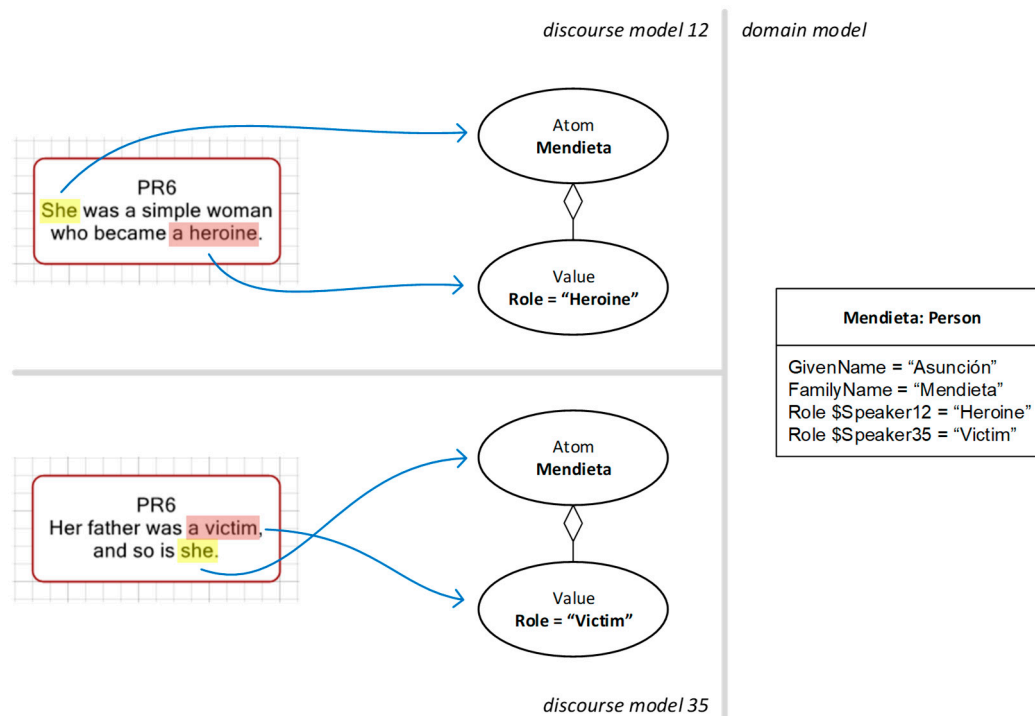 discourse model 12
domain model
PR6
She was a simple woman
who became a heroine.
Atom
Mendieta
Value
Role = “Heroine”
Mendieta: Person
GivenName = “Asunción”
FamilyName = “Mendieta”
Role $Speaker12 = “Heroine”
Role $Speaker35 = “Victim”
PR6
Her father was a victim,
and so is she.
Atom
Mendieta
Value
Role = “Victim”
discourse model 35